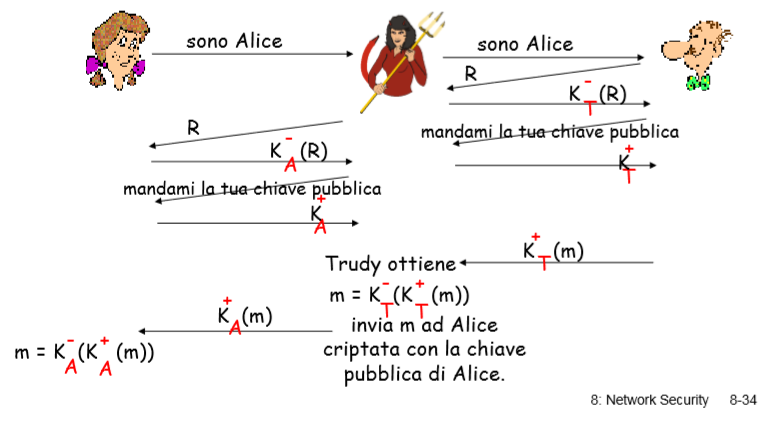 sono Alice
sono Alice
R
K⁻T(R)
mandami la tua chiave pubblica
K⁺T
R
K⁻A(R)
mandami la tua chiave pubblica
K⁺A
K⁺T(m)
Trudy ottiene
m = K⁻T(K⁺T(m))
invia m ad Alice
criptata con la chiave
pubblica di Alice.
K⁺A(m)
m = K⁻A(K⁺A(m))
8: Network Security 8-34